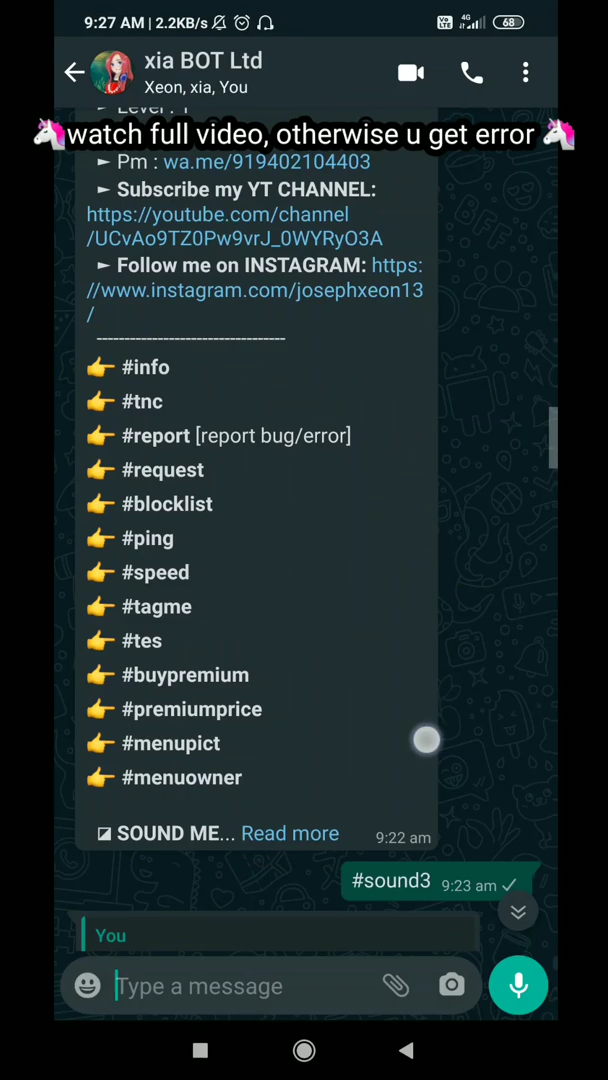 9:27 AM | 2.2KB/s
Vo LTE 4G 68
xia BOT Ltd
Xeon, xia, You
🦄watch full video, otherwise u get error 🦄
► Pm : wa.me/919402104403
► Subscribe my YT CHANNEL:
https://youtube.com/channel
/UCvAo9TZ0Pw9vrJ_0WYRyO3A
► Follow me on INSTAGRAM: https:
//www.instagram.com/josephxeon13
/
----------------------------------
👉 #info
👉 #tnc
👉 #report [report bug/error]
👉 #request
👉 #blocklist
👉 #ping
👉 #speed
👉 #tagme
👉 #tes
👉 #buypremium
👉 #premiumprice
👉 #menupict
👉 #menuowner
◪ SOUND ME... Read more 9:22 am
#sound3 9:23 am ✓
You
Type a message